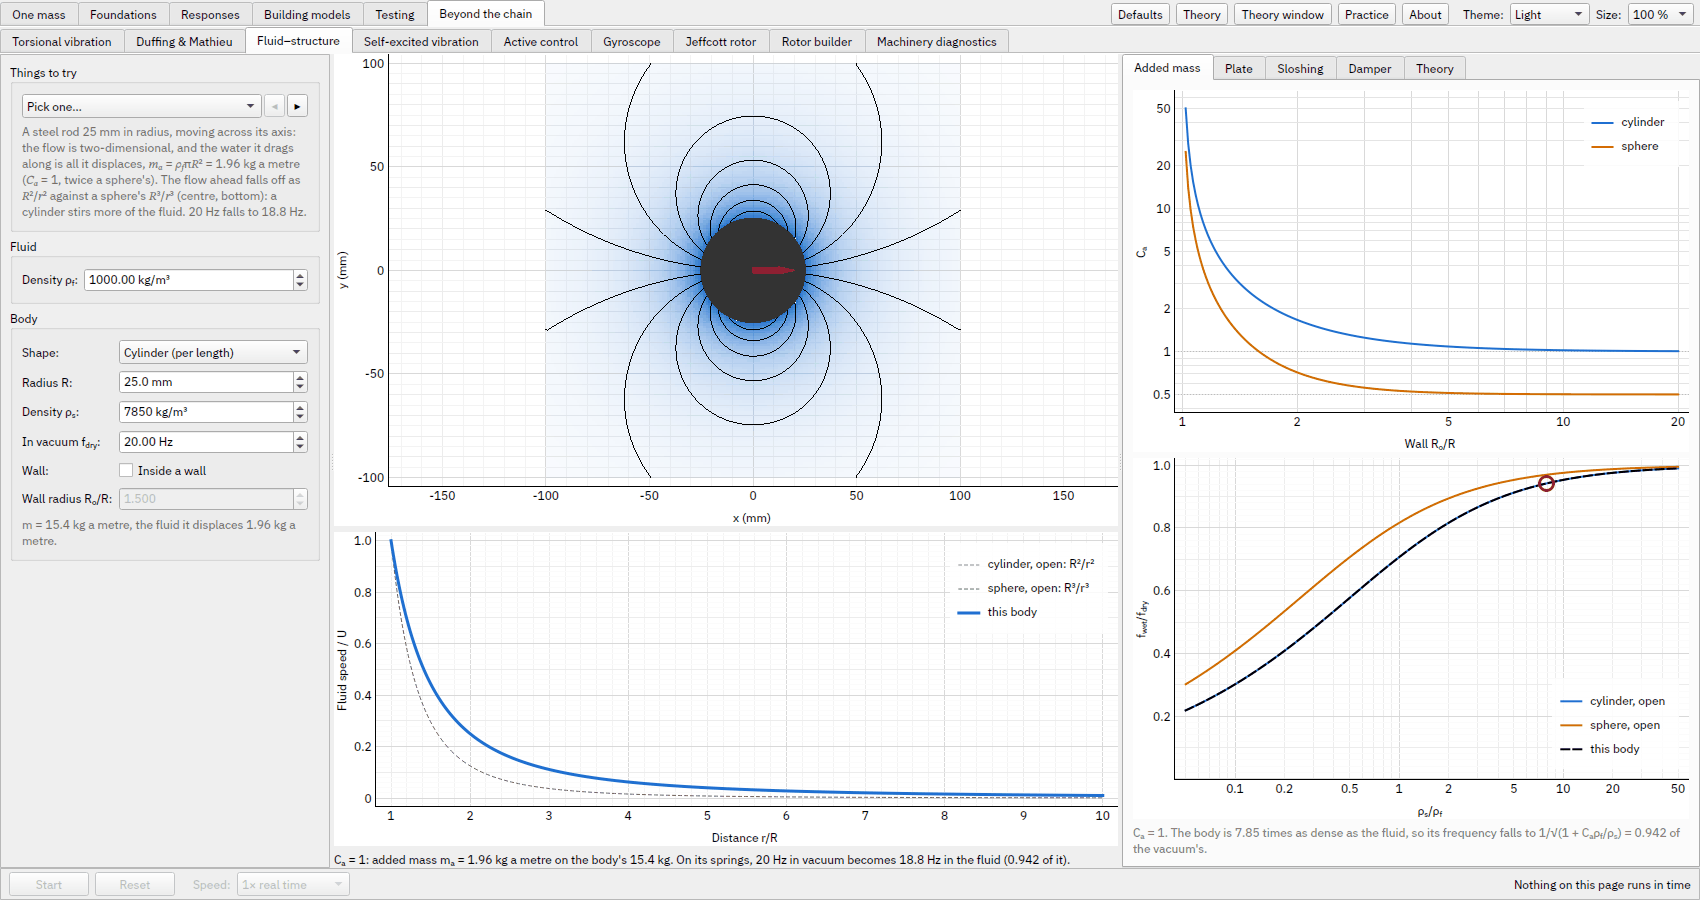 One mass Foundations Responses Building models Testing Beyond the chain Defaults Theory Theory window Practice About Theme: Light Size: 100 %
Torsional vibration Duffing & Mathieu Fluid–structure Self-excited vibration Active control Gyroscope Jeffcott rotor Rotor builder Machinery diagnostics
Things to try
Pick one...
A steel rod 25 mm in radius, moving across its axis:
the flow is two-dimensional, and the water it drags
along is all it displaces, mₐ = ρfπR² = 1.96 kg a metre
(Cₐ = 1, twice a sphere's). The flow ahead falls off as
R²/r² against a sphere's R³/r³ (centre, bottom): a
cylinder stirs more of the fluid. 20 Hz falls to 18.8 Hz.
Fluid
Density ρf: 1000.00 kg/m³
Body
Shape: Cylinder (per length)
Radius R: 25.0 mm
Density ρₛ: 7850 kg/m³
In vacuum fdry: 20.00 Hz
Wall: Inside a wall
Wall radius Rₒ/R: 1.500
m = 15.4 kg a metre, the fluid it displaces 1.96 kg a
metre.
100
50
0
-50
-100
y (mm)
-150 -100 -50 0 50 100 150
x (mm)
1.0
0.8
0.6
0.4
0.2
0
Fluid speed / U
cylinder, open: R²/r²
sphere, open: R³/r³
this body
1 2 3 4 5 6 7 8 9 10
Distance r/R
Cₐ = 1: added mass mₐ = 1.96 kg a metre on the body's 15.4 kg. On its springs, 20 Hz in vacuum becomes 18.8 Hz in the fluid (0.942 of it).
Added mass Plate Sloshing Damper Theory
50
20
10
5
2
1
0.5
Cₐ
cylinder
sphere
1 2 5 10 20
Wall Rₒ/R
1.0
0.8
0.6
0.4
0.2
fwet/fdry
cylinder, open
sphere, open
this body
0.1 0.2 0.5 1 2 5 10 20 50
ρₛ/ρf
Cₐ = 1. The body is 7.85 times as dense as the fluid, so its frequency falls to 1/√(1 + Cₐρf/ρₛ) = 0.942 of
the vacuum's.
Start Reset Speed: 1× real time Nothing on this page runs in time